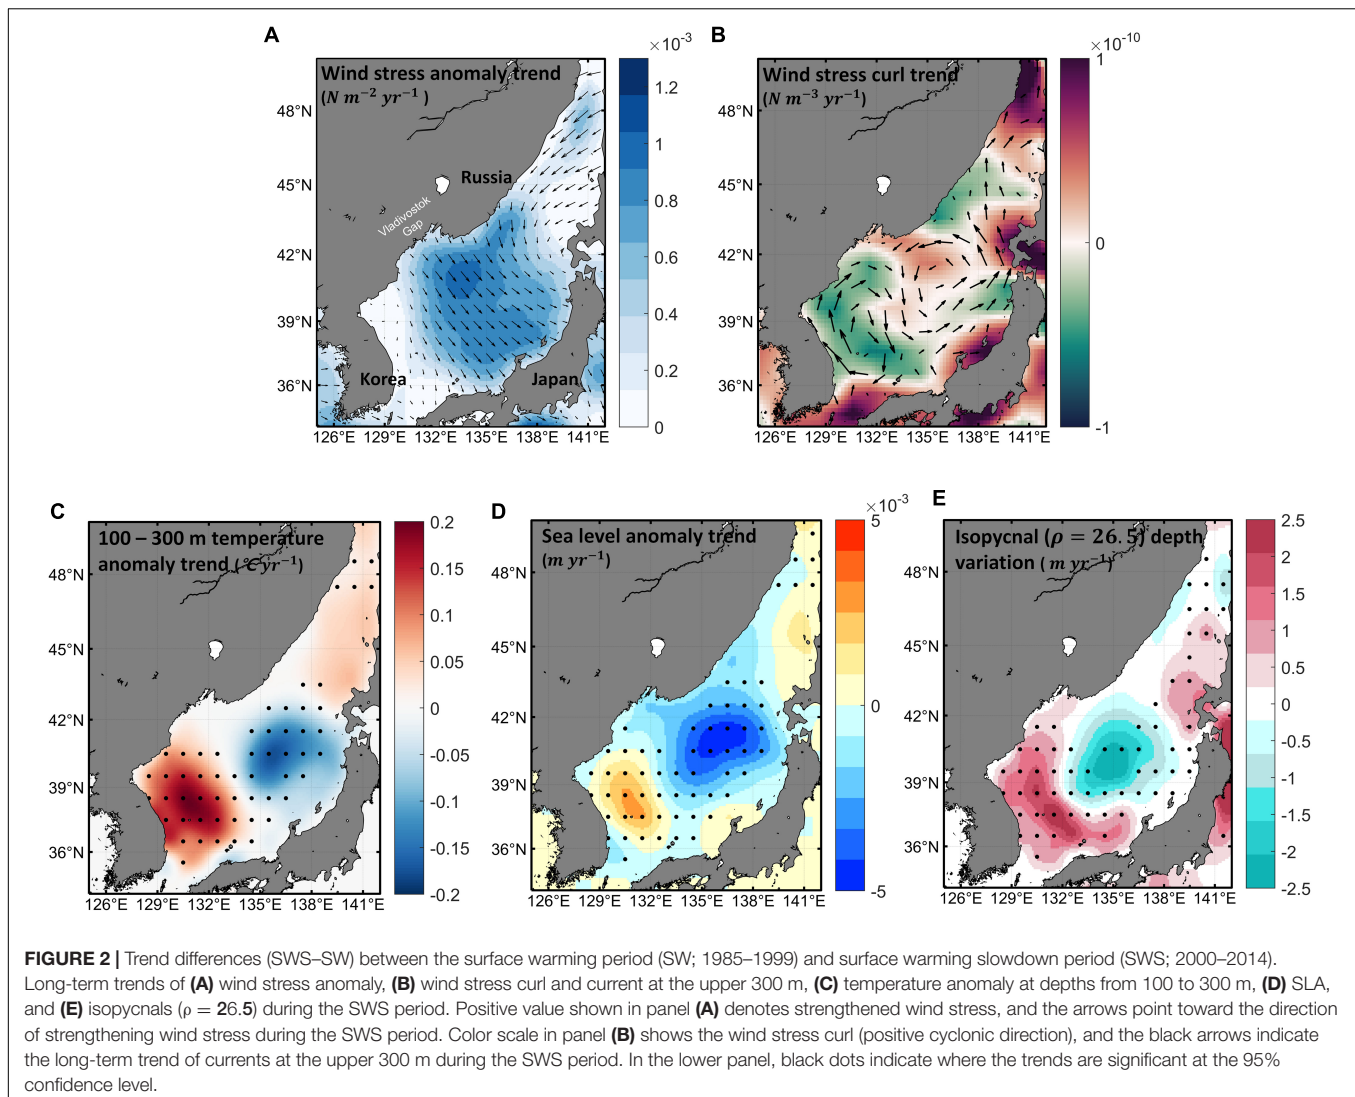 A
×10⁻³
Wind stress anomaly trend
(N m⁻² yr⁻¹ )
48°N
45°N
42°N
39°N
36°N
Russia
Vladivostok
Gap
Korea
Japan
126°E 129°E 132°E 135°E 138°E 141°E
1.2
1
0.8
0.6
0.4
0.2
0
B
×10⁻¹⁰
Wind stress curl trend
(N m⁻³ yr⁻¹)
48°N
45°N
42°N
39°N
36°N
126°E 129°E 132°E 135°E 138°E 141°E
1
0
-1
C
100 – 300 m temperature
anomaly trend (℃ yr⁻¹)
48°N
45°N
42°N
39°N
36°N
126°E 129°E 132°E 135°E 138°E 141°E
0.2
0.15
0.1
0.05
0
-0.05
-0.1
-0.15
-0.2
D
×10⁻³
Sea level anomaly trend
(m yr⁻¹)
48°N
45°N
42°N
39°N
36°N
126°E 129°E 132°E 135°E 138°E 141°E
5
0
-5
E
Isopycnal (ρ = 26.5) depth
variation ( m yr⁻¹)
48°N
45°N
42°N
39°N
36°N
126°E 129°E 132°E 135°E 138°E 141°E
2.5
2
1.5
1
0.5
0
-0.5
-1
-1.5
-2
-2.5
FIGURE 2 | Trend differences (SWS–SW) between the surface warming period (SW; 1985–1999) and surface warming slowdown period (SWS; 2000–2014).
Long-term trends of (A) wind stress anomaly, (B) wind stress curl and current at the upper 300 m, (C) temperature anomaly at depths from 100 to 300 m, (D) SLA,
and (E) isopycnals (ρ = 26.5) during the SWS period. Positive value shown in panel (A) denotes strengthened wind stress, and the arrows point toward the direction
of strengthening wind stress during the SWS period. Color scale in panel (B) shows the wind stress curl (positive cyclonic direction), and the black arrows indicate
the long-term trend of currents at the upper 300 m during the SWS period. In the lower panel, black dots indicate where the trends are significant at the 95%
confidence level.